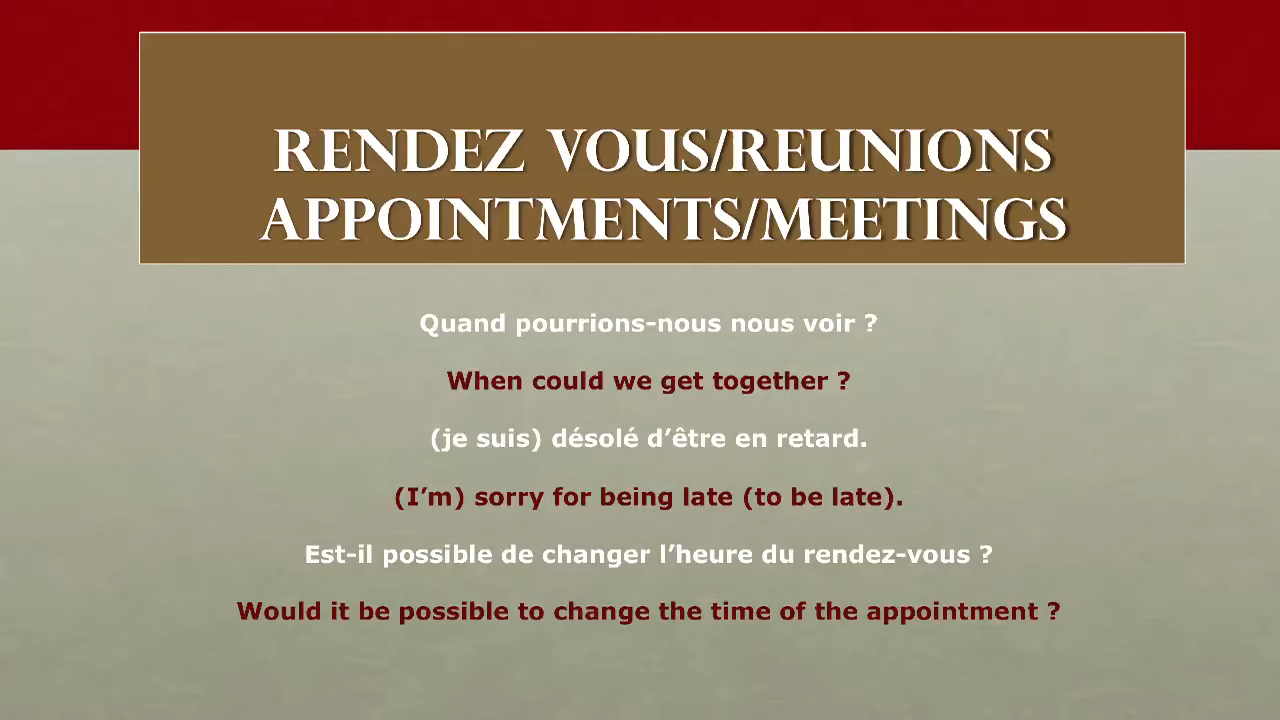 RENDEZ VOUS/REUNIONS
APPOINTMENTS/MEETINGS
Quand pourrions-nous nous voir ?
When could we get together ?
(je suis) désolé d’être en retard.
(I’m) sorry for being late (to be late).
Est-il possible de changer l’heure du rendez-vous ?
Would it be possible to change the time of the appointment ?